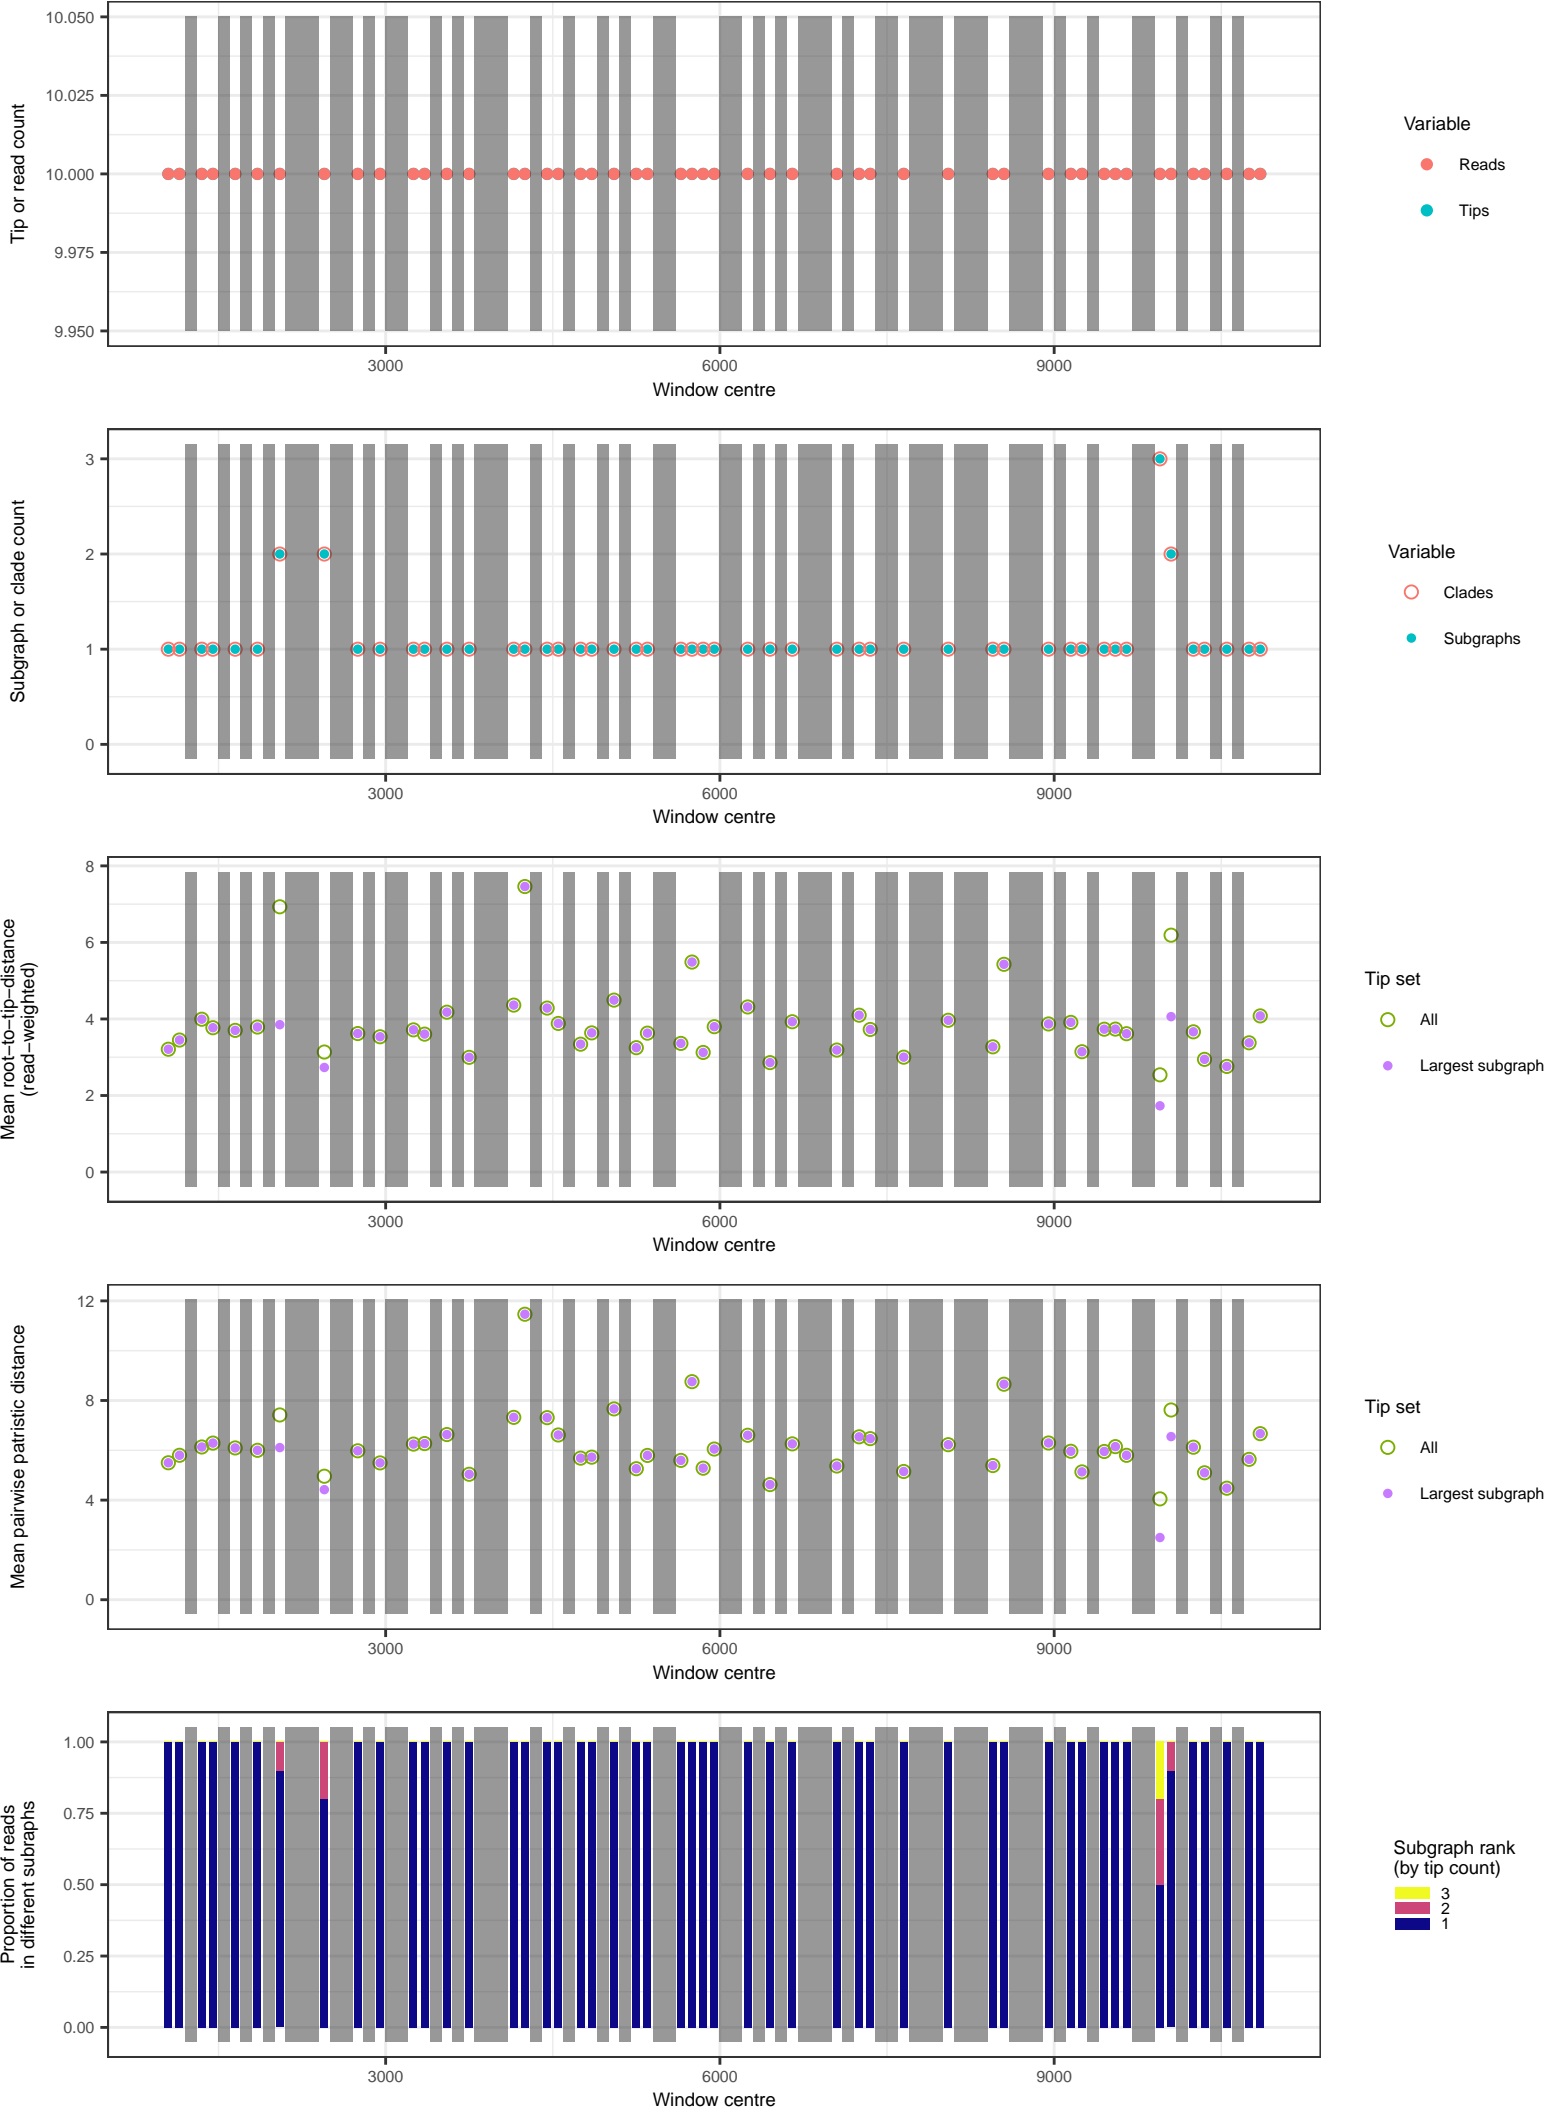 10.050
10.025
10.000
9.975
9.950
Tip or read count
3000
6000
9000
Window centre
Variable
Reads
Tips
3
2
1
0
Subgraph or clade count
3000
6000
9000
Window centre
Variable
Clades
Subgraphs
8
6
4
2
0
Mean root−to−tip−distance
(read−weighted)
3000
6000
9000
Window centre
Tip set
All
Largest subgraph
12
8
4
0
Mean pairwise patristic distance
3000
6000
9000
Window centre
Tip set
All
Largest subgraph
1.00
0.75
0.50
0.25
0.00
Proportion of reads
in different subraphs
3000
6000
9000
Window centre
Subgraph rank
(by tip count)
3
2
1